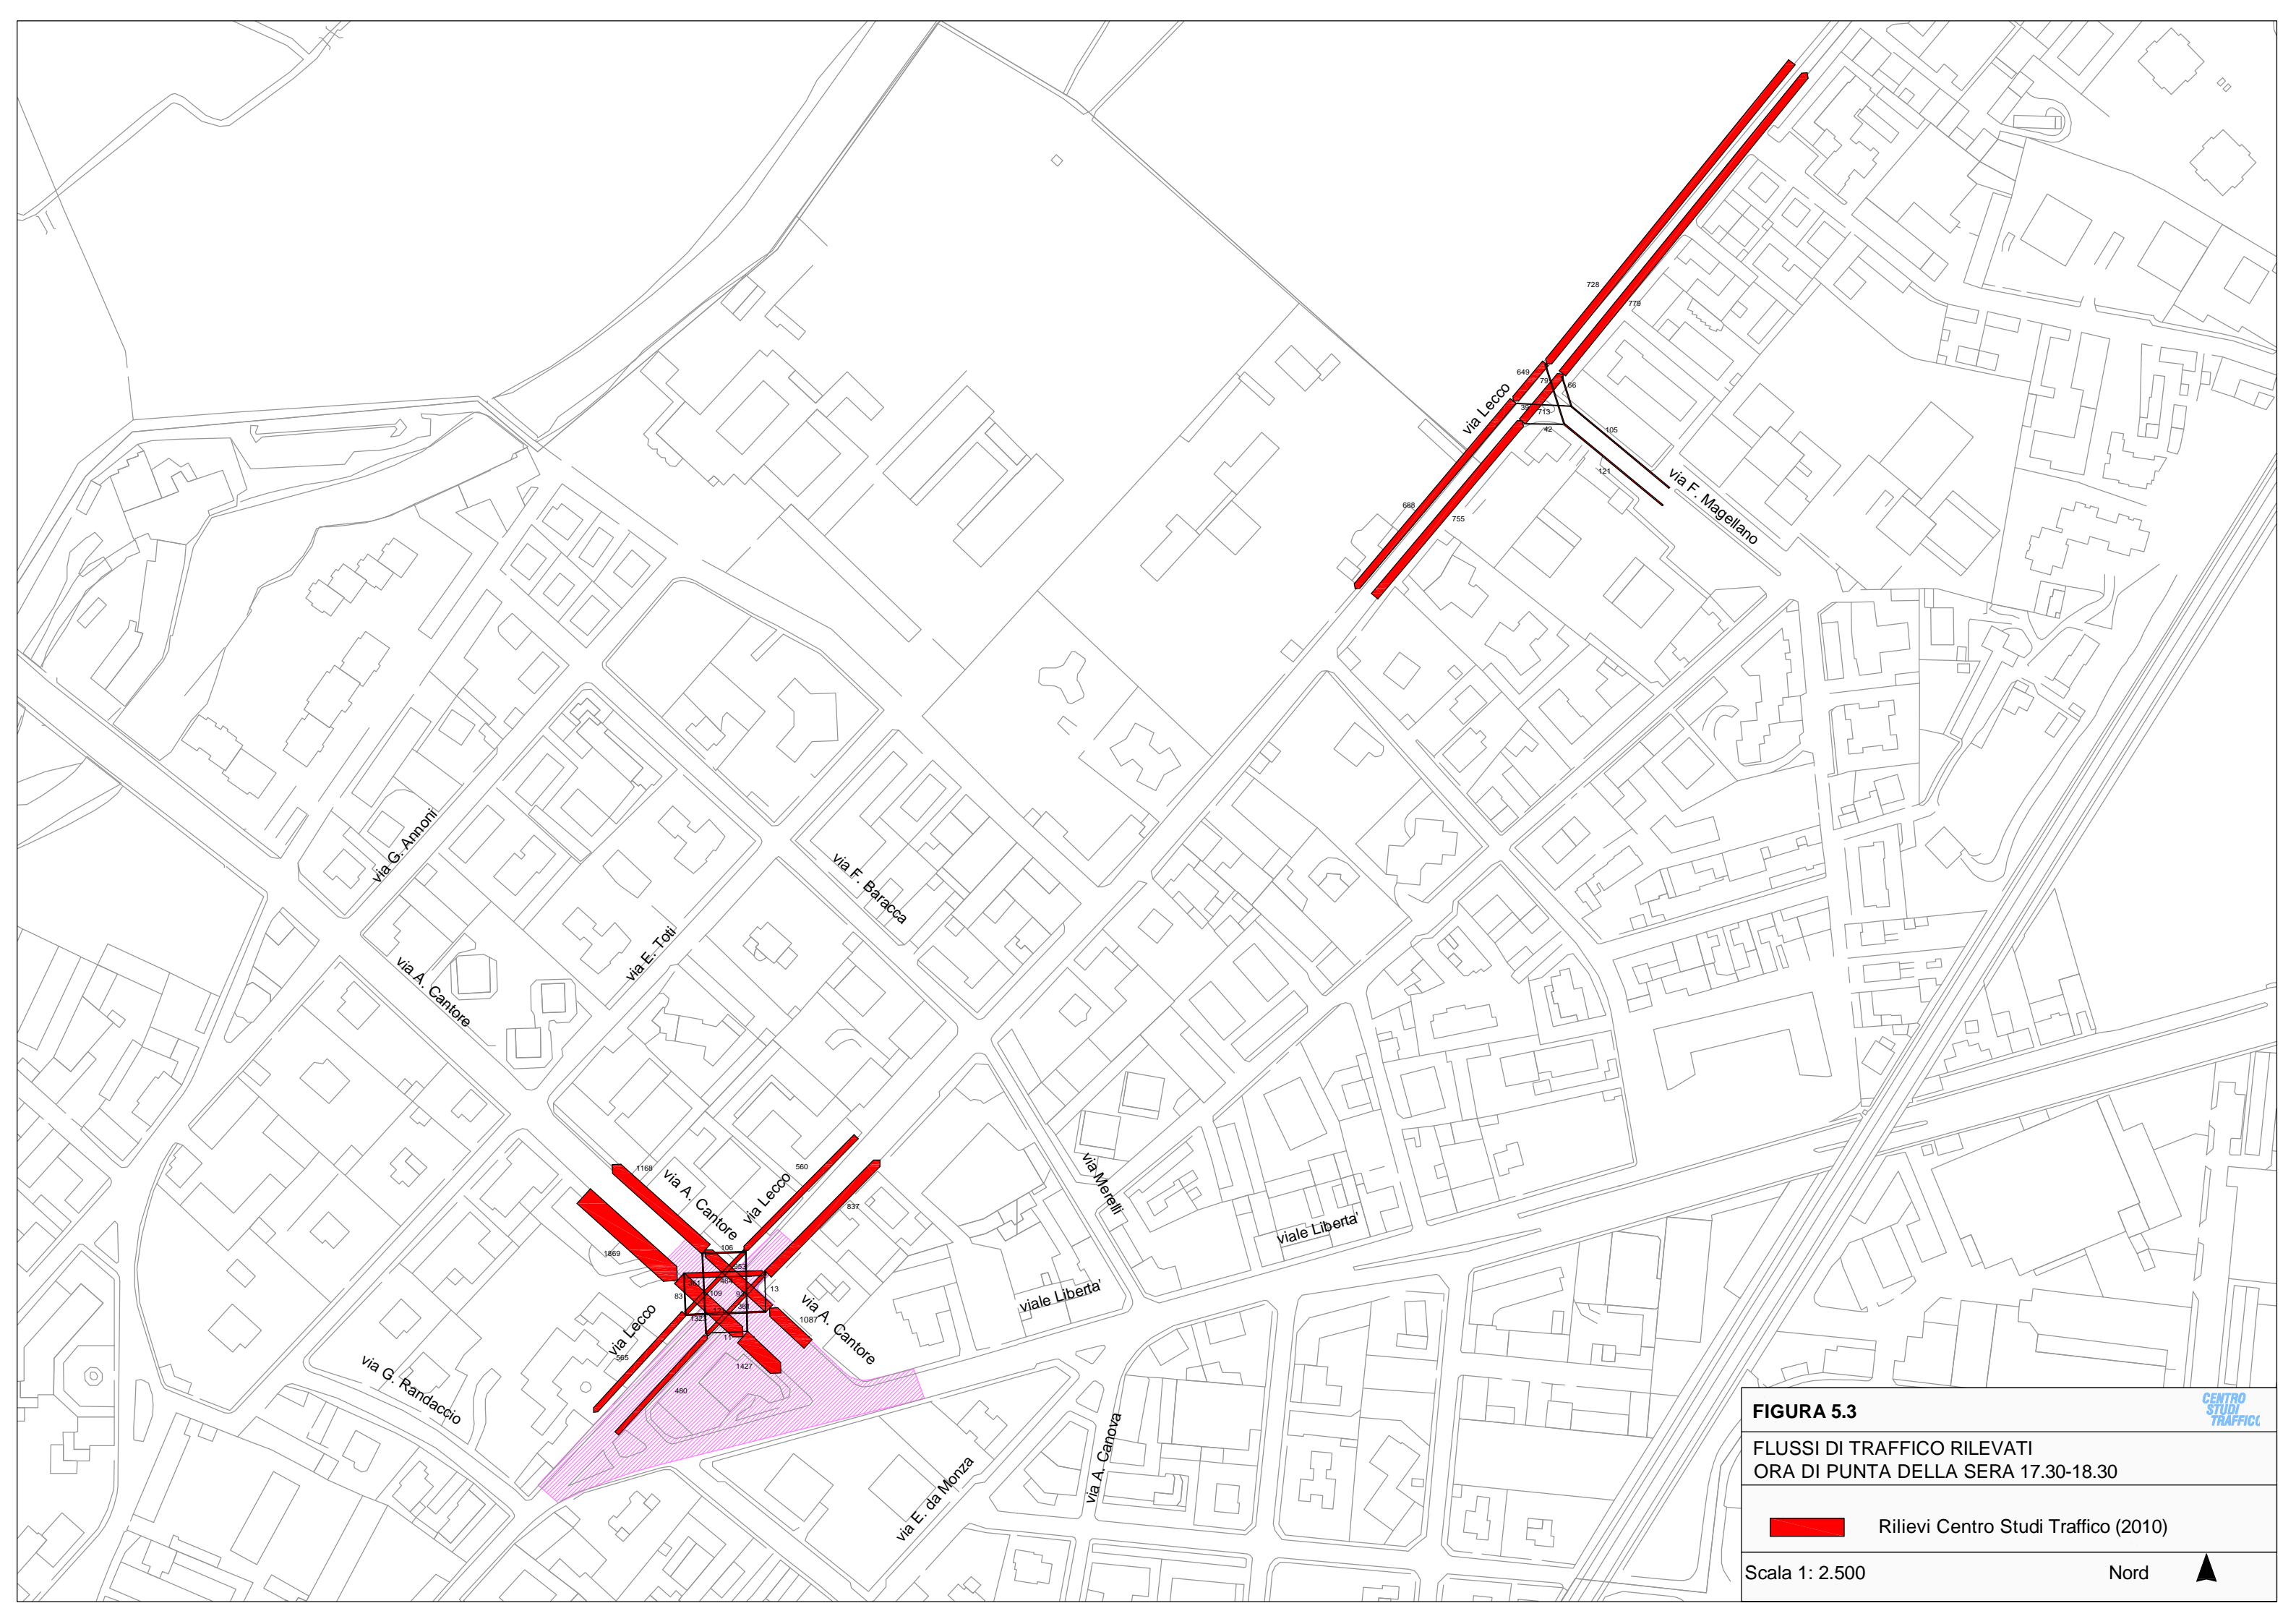 728
779
649
79
66
via Lecco
713
42
105
121
via F. Magellano
688
755
via G. Annoni
via F. Baracca
via E. Toti
via A. Cantore
1168
via A. Cantore
via Lecco
560
837
1869
106
464
83
109
13
via Lecco
1087
via A. Cantore
565
1427
480
via G. Randaccio
via Merelli
viale Liberta'
viale Liberta'
via A. Canova
via E. da Monza
FIGURA 5.3
CENTRO
STUDI
TRAFFICO
FLUSSI DI TRAFFICO RILEVATI
ORA DI PUNTA DELLA SERA 17.30-18.30
Rilievi Centro Studi Traffico (2010)
Scala 1: 2.500
Nord